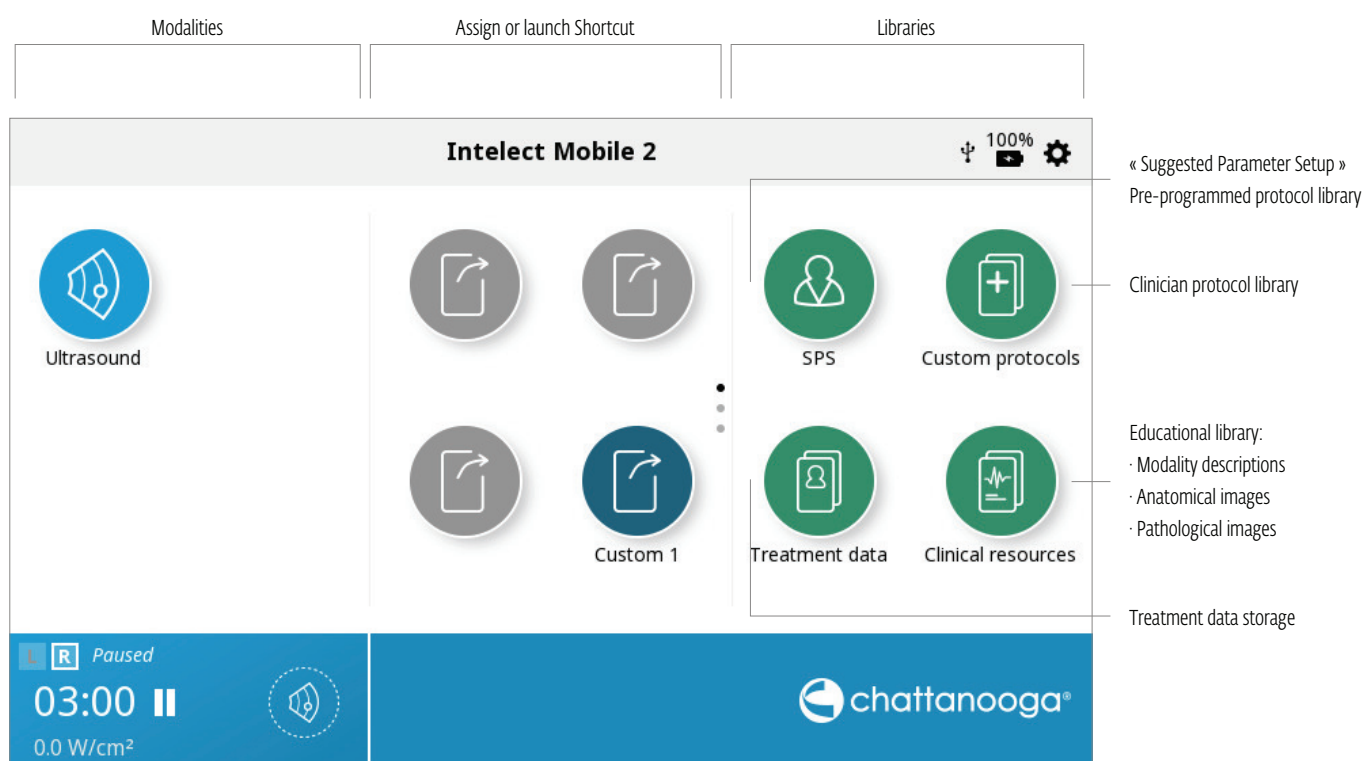 Modalities
Assign or launch Shortcut
Libraries
Intelect Mobile 2
100%
« Suggested Parameter Setup »
Pre-programmed protocol library
Ultrasound
SPS
Custom protocols
Clinician protocol library
Custom 1
Treatment data
Clinical resources
Educational library:
· Modality descriptions
· Anatomical images
· Pathological images
Treatment data storage
L R Paused
03:00
0.0 W/cm²
chattanooga®